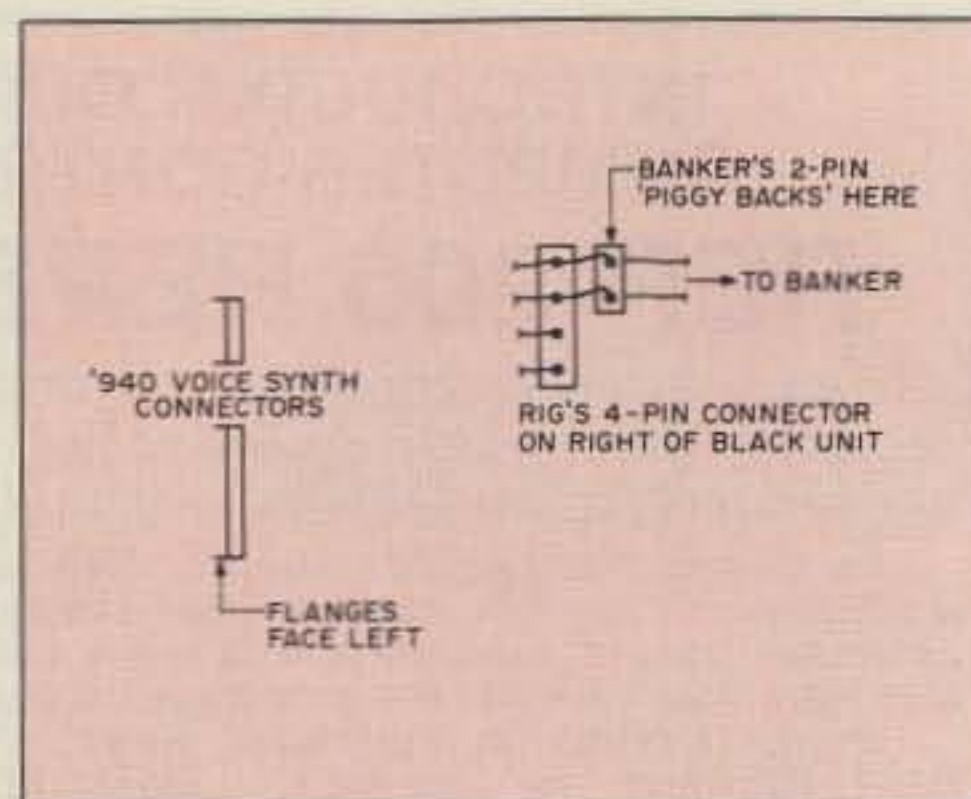 BANKER'S 2-PIN
'PIGGY BACKS' HERE
TO BANKER
'940 VOICE SYNTH
CONNECTORS
RIG'S 4-PIN CONNECTOR
ON RIGHT OF BLACK UNIT
FLANGES
FACE LEFT